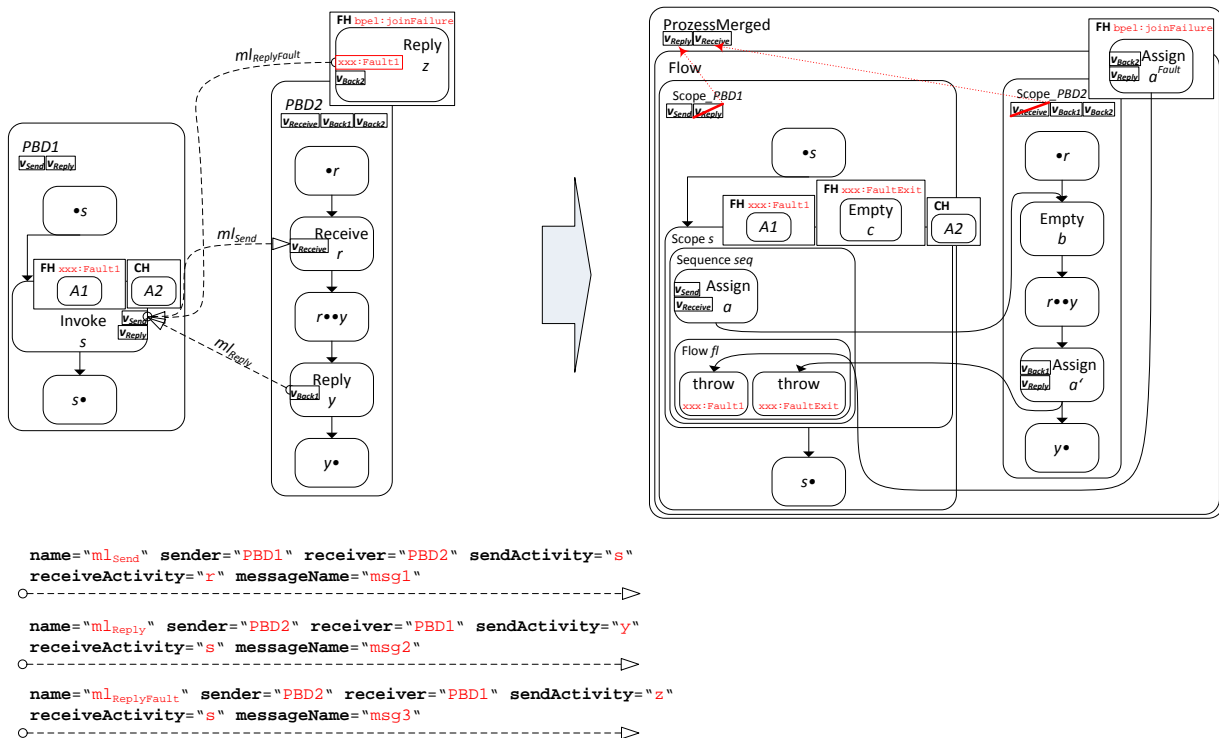 FH bpel:joinFailure
Reply
z
xxx:Fault1
vBack2
mlReplyFault
PBD2
vReceive vBack1 vBack2
PBD1
vSend vReply
•s
•r
mlSend
Receive
vReceive
r
FH xxx:Fault1
A1
CH
A2
vSend
Invoke
vReply
s
r••y
mlReply
Reply
vBack1
y
s•
y•
ProzessMerged
vReply vReceive
FH bpel:joinFailure
Assign
vBack2
vReply
aFault
Flow
Scope_PBD1
vSend vReply
Scope_PBD2
vReceive vBack1 vBack2
•s
•r
FH xxx:Fault1
A1
FH xxx:FaultExit
Empty
c
CH
A2
Empty
b
Scope s
Sequence seq
vSend
Assign
vReceive
a
r••y
Flow fl
throw
xxx:Fault1
throw
xxx:FaultExit
vBack1
Assign
vReply
a‘
s•
y•
name="mlSend" sender="PBD1" receiver="PBD2" sendActivity="s"
receiveActivity="r" messageName="msg1"
name="mlReply" sender="PBD2" receiver="PBD1" sendActivity="y"
receiveActivity="s" messageName="msg2"
name="mlReplyFault" sender="PBD2" receiver="PBD1" sendActivity="z"
receiveActivity="s" messageName="msg3"